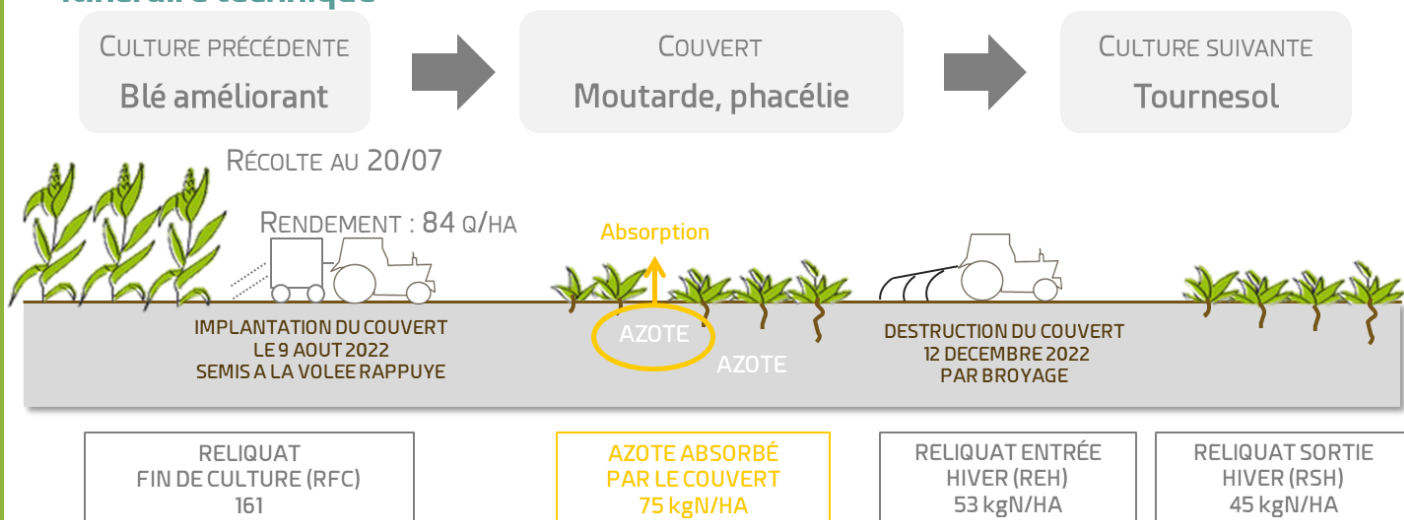 Itinéraire technique
CULTURE PRÉCÉDENTE
Blé améliorant
COUVERT
Moutarde, phacélie
CULTURE SUIVANTE
Tournesol
RÉCOLTE AU 20/07
RENDEMENT : 84 Q/HA
Absorption
AZOTE
AZOTE
IMPLANTATION DU COUVERT
LE 9 AOUT 2022
SEMIS A LA VOLEE RAPPUYE
DESTRUCTION DU COUVERT
12 DECEMBRE 2022
PAR BROYAGE
RELIQUAT
FIN DE CULTURE (RFC)
161
AZOTE ABSORBÉ
PAR LE COUVERT
75 kgN/HA
RELIQUAT ENTRÉE
HIVER (REH)
53 kgN/HA
RELIQUAT SORTIE
HIVER (RSH)
45 kgN/HA